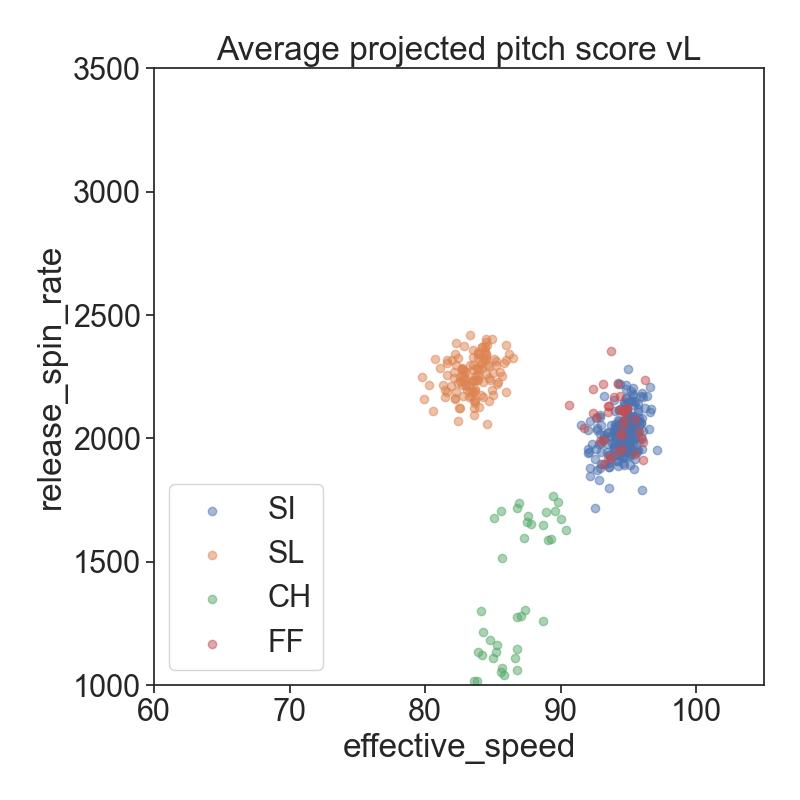 Average projected pitch score vL
3500
3000
2500
2000
1500
1000
release_spin_rate
SI
SL
CH
FF
60 70 80 90 100
effective_speed